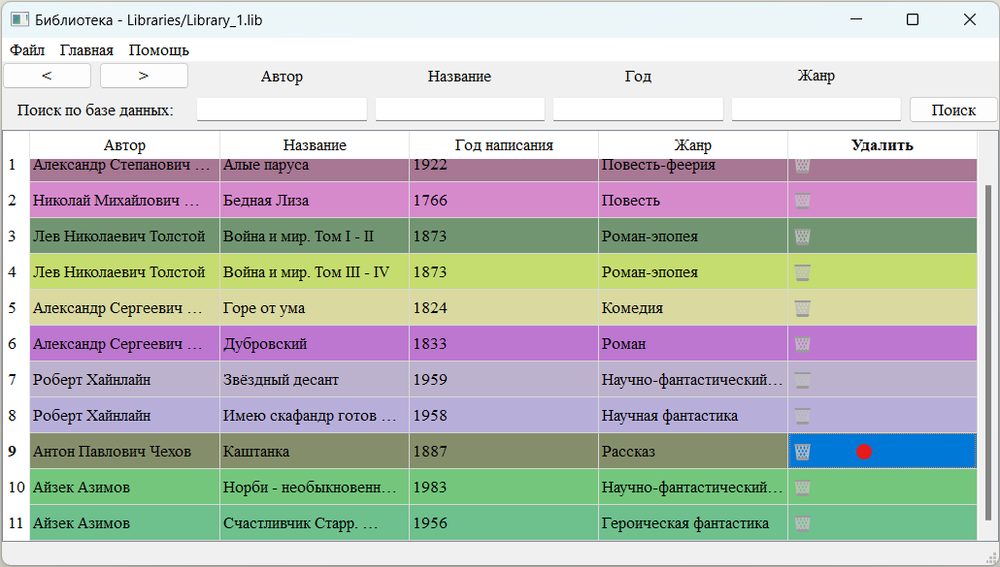 Библиотека - Libraries/Library_1.lib
Файл Главная Помощь
< > Автор Название Год Жанр
Поиск по базе данных: Поиск
Автор Название Год написания Жанр Удалить
1 Александр Степанович … Алые паруса 1922 Повесть-феерия
2 Николай Михайлович … Бедная Лиза 1766 Повесть
3 Лев Николаевич Толстой Война и мир. Том I - II 1873 Роман-эпопея
4 Лев Николаевич Толстой Война и мир. Том III - IV 1873 Роман-эпопея
5 Александр Сергеевич … Горе от ума 1824 Комедия
6 Александр Сергеевич … Дубровский 1833 Роман
7 Роберт Хайнлайн Звёздный десант 1959 Научно-фантастический…
8 Роберт Хайнлайн Имею скафандр готов … 1958 Научная фантастика
9 Антон Павлович Чехов Каштанка 1887 Рассказ
10 Айзек Азимов Норби - необыкновенн… 1983 Научно-фантастический…
11 Айзек Азимов Счастливчик Старр. … 1956 Героическая фантастика